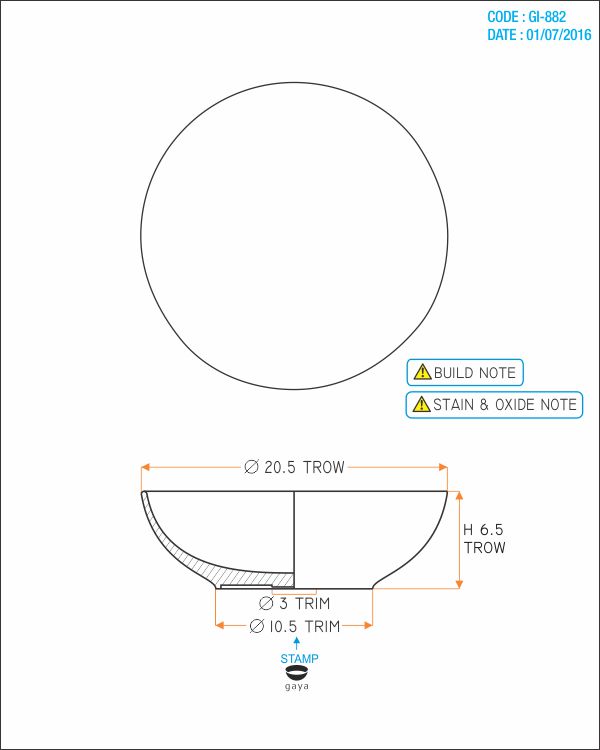 CODE : GI-882
DATE : 01/07/2016
BUILD NOTE
STAIN & OXIDE NOTE
∅ 20.5 TROW
H 6.5
TROW
∅ 3 TRIM
∅ 10.5 TRIM
STAMP
gaya